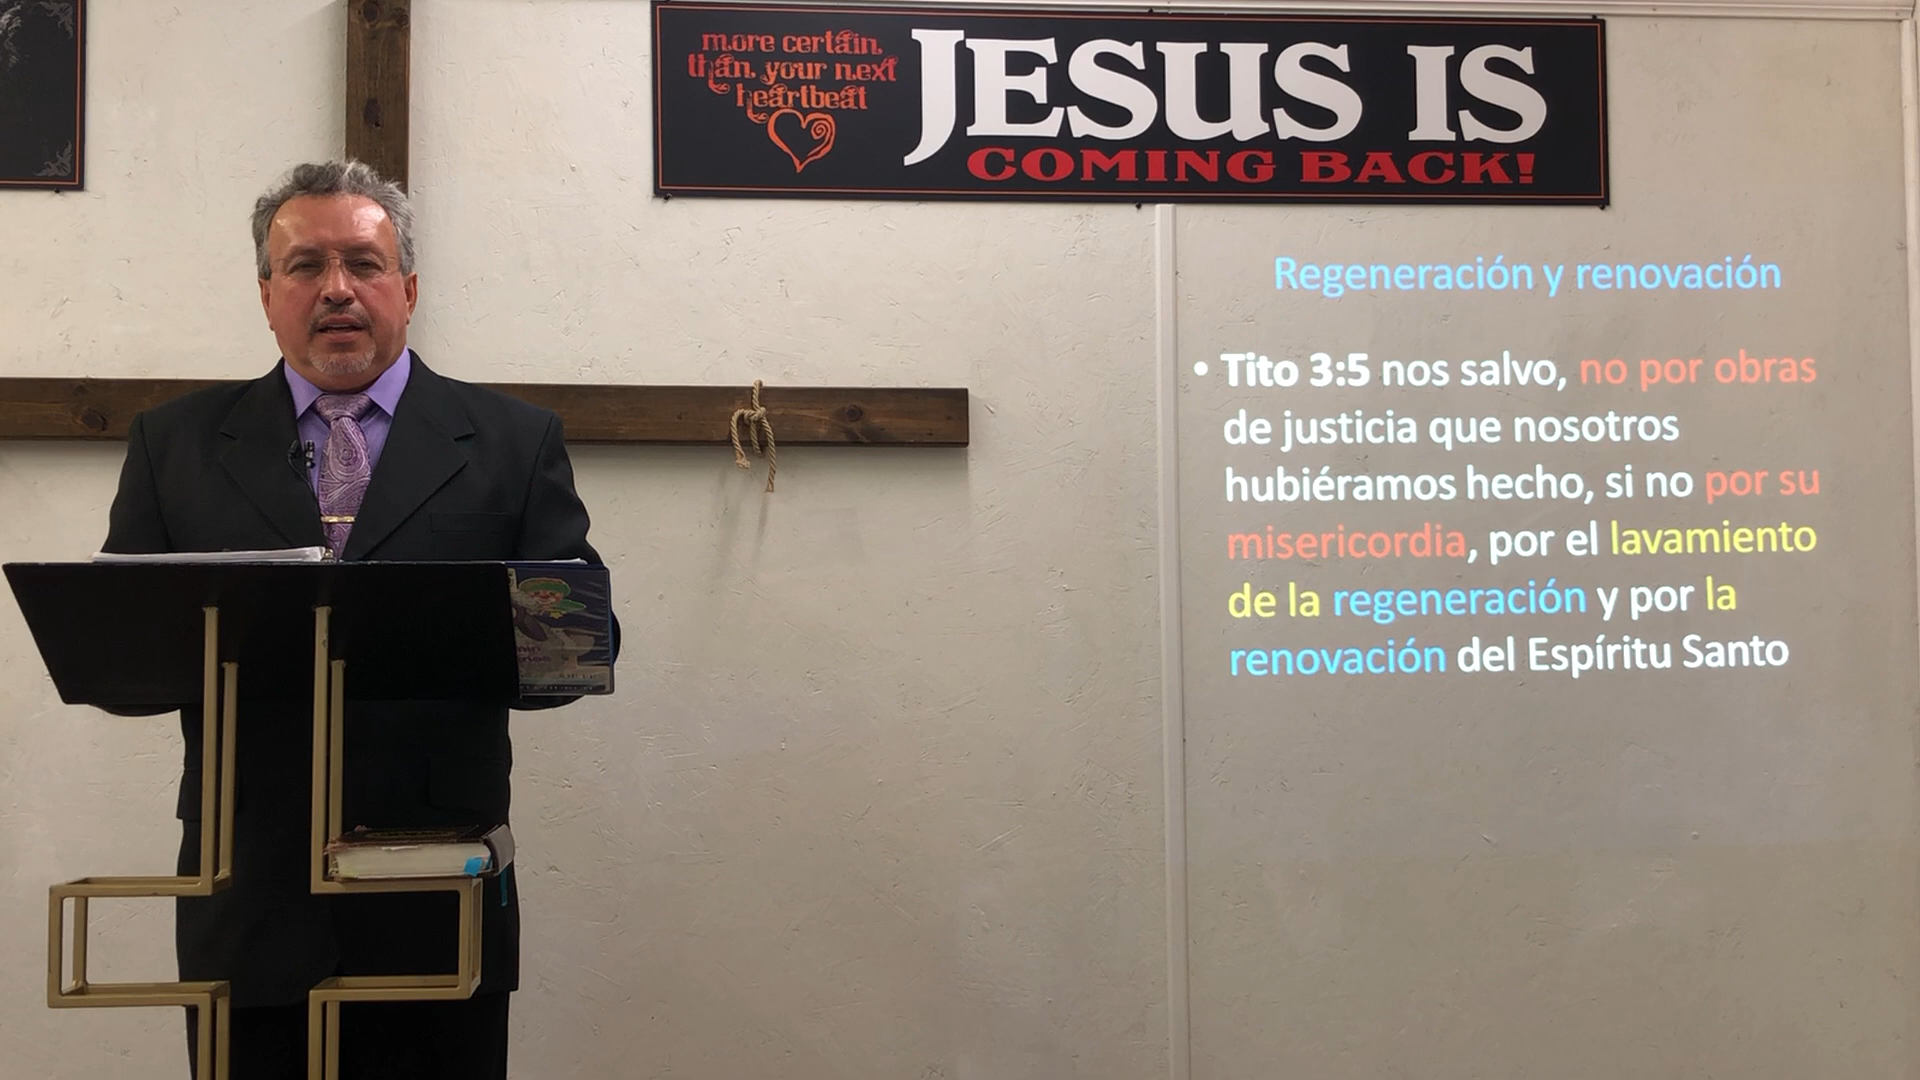 more certain
than your next
heartbeat
JESUS IS
COMING BACK!
Regeneración y renovación
• Tito 3:5 nos salvo, no por obras
de justicia que nosotros
hubiéramos hecho, si no por su
misericordia, por el lavamiento
de la regeneración y por la
renovación del Espíritu Santo